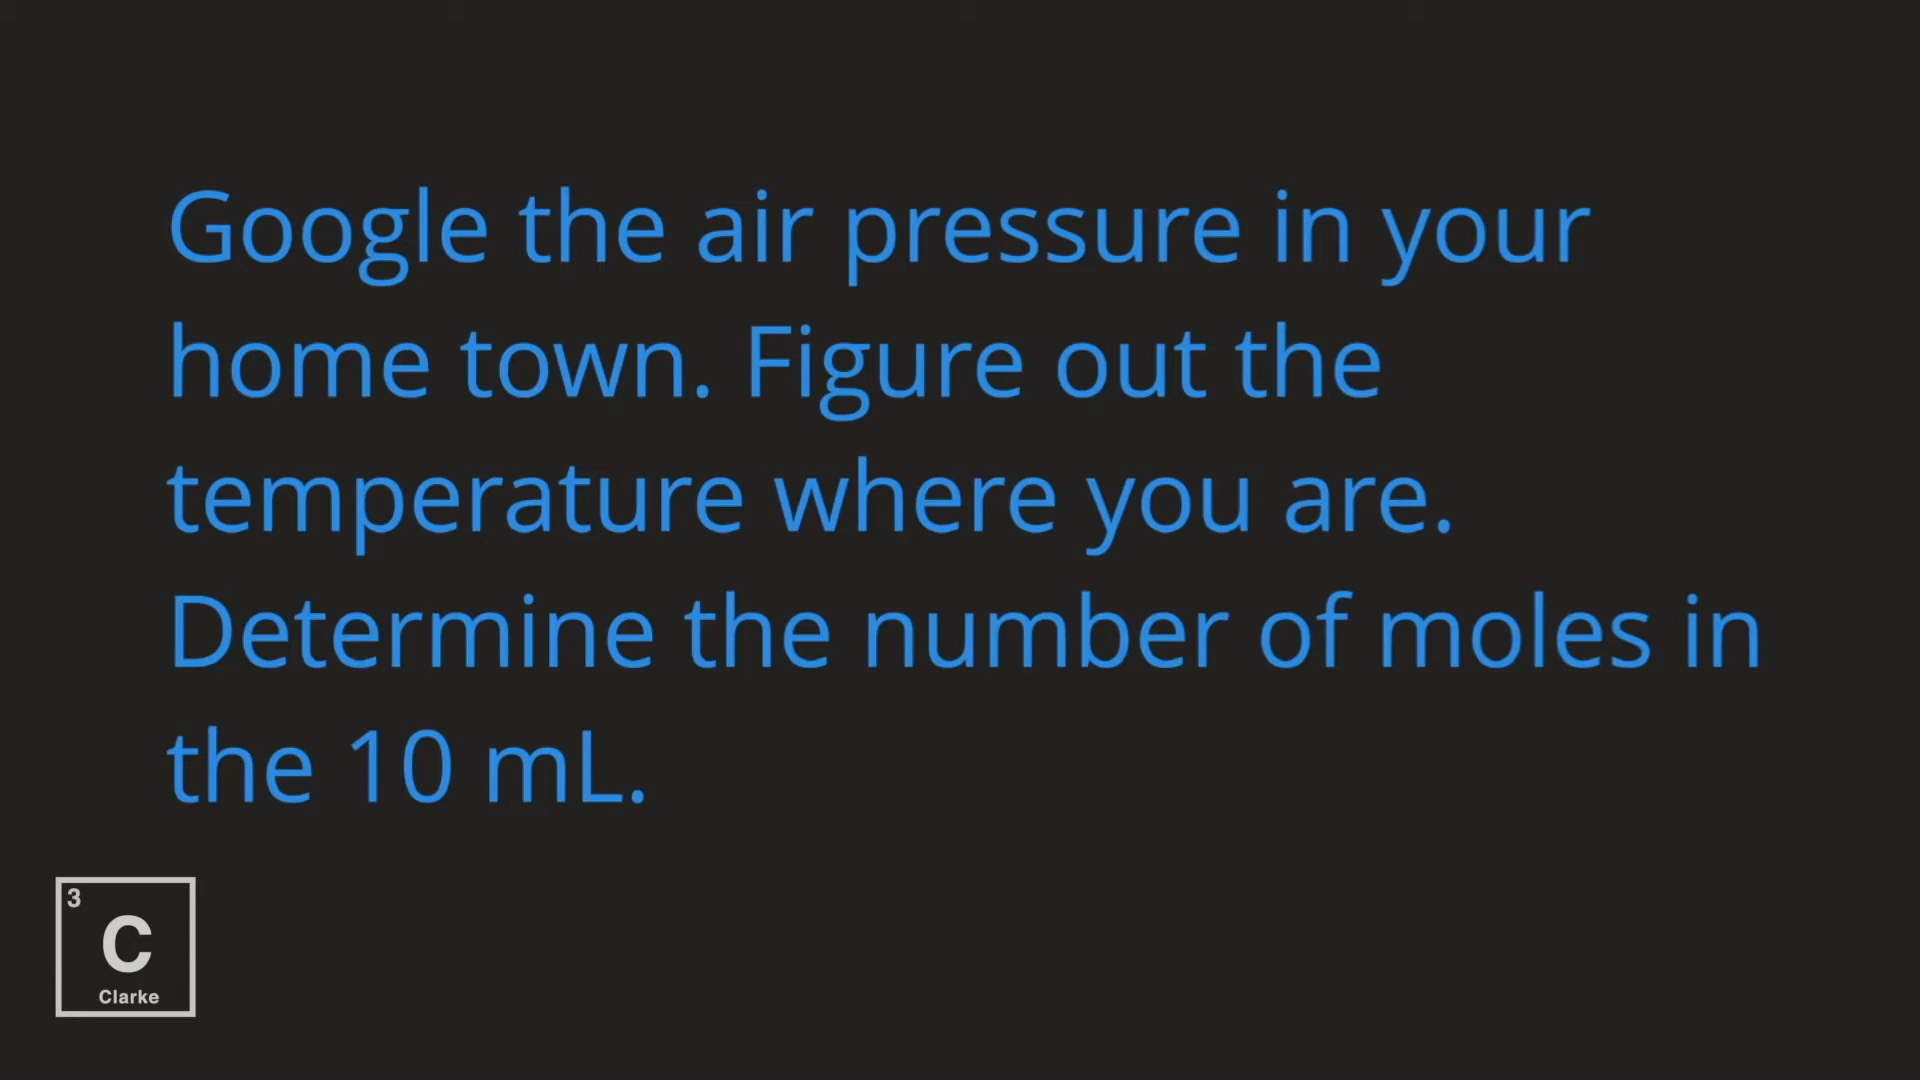 Google the air pressure in your
home town. Figure out the
temperature where you are.
Determine the number of moles in
the 10 mL.
3
C
Clarke